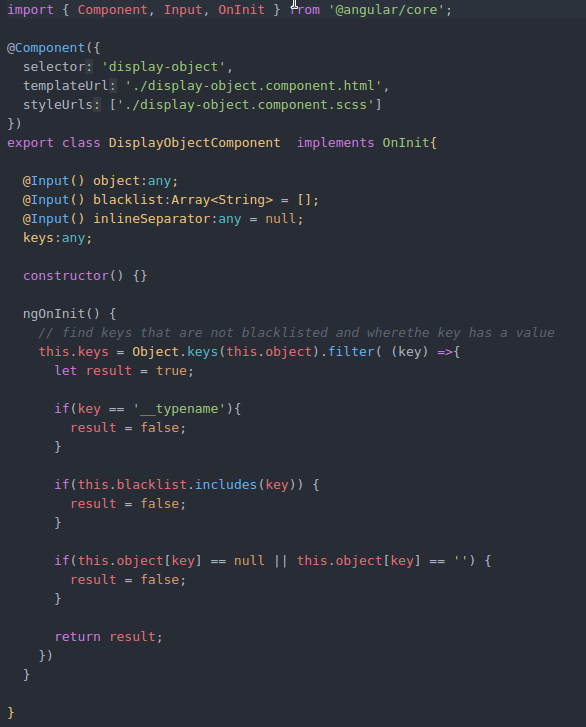 import { Component, Input, OnInit } from '@angular/core';
@Component({
selector: 'display-object',
templateUrl: './display-object.component.html',
styleUrls: ['./display-object.component.scss']
})
export class DisplayObjectComponent  implements OnInit{
@Input() object:any;
@Input() blacklist:Array<String> = [];
@Input() inlineSeparator:any = null;
keys:any;
constructor() {}
ngOnInit() {
// find keys that are not blacklisted and wherethe key has a value
this.keys = Object.keys(this.object).filter( (key) =>{
let result = true;
if(key == '__typename'){
result = false;
}
if(this.blacklist.includes(key)) {
result = false;
}
if(this.object[key] == null || this.object[key] == '') {
result = false;
}
return result;
})
}
}